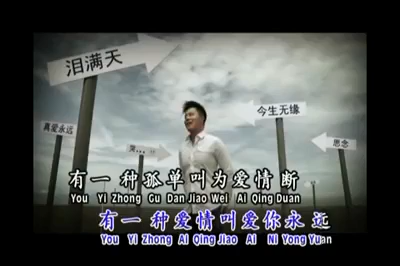 泪满天
今生无缘
真爱永远
哭……
思念
有一种孤单叫为爱情断
You Yi Zhong Gu Dan Jiao Wei Ai Qing Duan
有一种爱情叫爱你永远
You Yi Zhong Ai Qing Jiao Ai Ni Yong Yuan